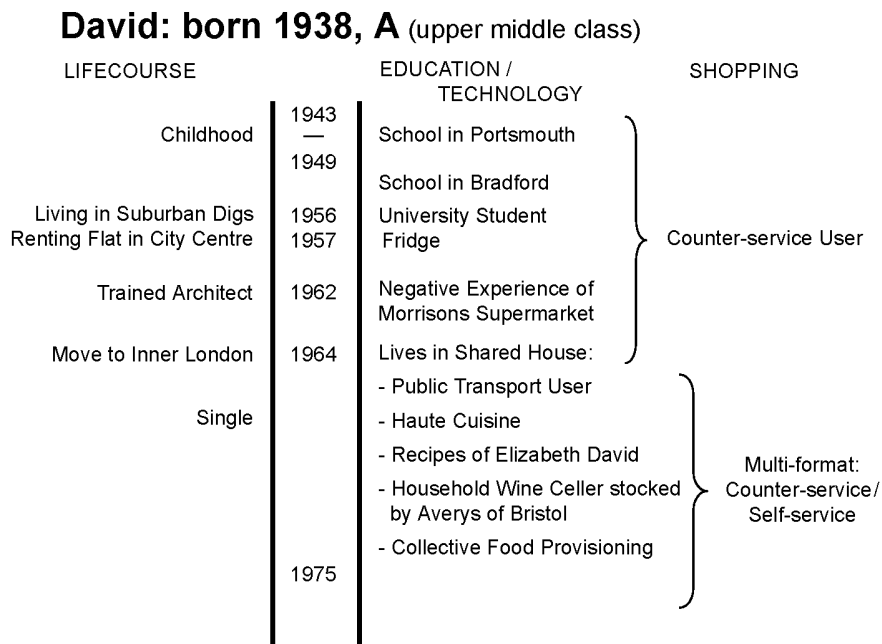 David: born 1938, A (upper middle class)
LIFECOURSE
EDUCATION /
TECHNOLOGY
SHOPPING
1943
Childhood — School in Portsmouth
1949
School in Bradford
Living in Suburban Digs 1956 University Student
Renting Flat in City Centre 1957 Fridge
Counter-service User
Trained Architect 1962 Negative Experience of
Morrisons Supermarket
Move to Inner London 1964 Lives in Shared House:
- Public Transport User
Single - Haute Cuisine
- Recipes of Elizabeth David
- Household Wine Celler stocked
by Averys of Bristol
Multi-format:
Counter-service/
Self-service
- Collective Food Provisioning
1975